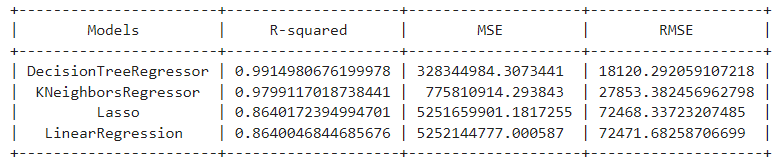 +------------------------+--------------------+--------------------+--------------------+
| Models | R-squared | MSE | RMSE |
+------------------------+--------------------+--------------------+--------------------+
| DecisionTreeRegressor | 0.9914980676199978 | 328344984.3073441 | 18120.292059107218 |
| KNeighborsRegressor | 0.9799117018738441 | 775810914.293843 | 27853.382456962798 |
| Lasso | 0.8640172394994701 | 5251659901.1817255 | 72468.33723207485 |
| LinearRegression | 0.8640046844685676 | 5252144777.000587 | 72471.68258706699 |
+------------------------+--------------------+--------------------+--------------------+